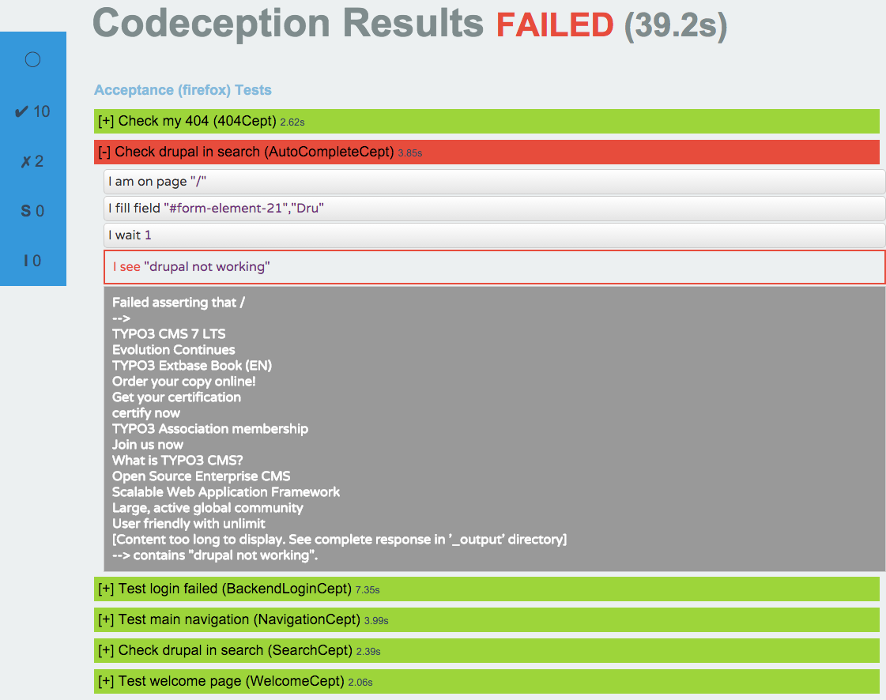 Codeception Results FAILED (39.2s)
✔ 10
✗ 2
S 0
I 0
Acceptance (firefox) Tests
[+] Check my 404 (404Cept) 2.62s
[-] Check drupal in search (AutoCompleteCept) 3.85s
I am on page "/"
I fill field "#form-element-21","Dru"
I wait 1
I see "drupal not working"
Failed asserting that /
-->
TYPO3 CMS 7 LTS
Evolution Continues
TYPO3 Extbase Book (EN)
Order your copy online!
Get your certification
certify now
TYPO3 Association membership
Join us now
What is TYPO3 CMS?
Open Source Enterprise CMS
Scalable Web Application Framework
Large, active global community
User friendly with unlimit
[Content too long to display. See complete response in '_output' directory]
--> contains "drupal not working".
[+] Test login failed (BackendLoginCept) 7.35s
[+] Test main navigation (NavigationCept) 3.99s
[+] Check drupal in search (SearchCept) 2.39s
[+] Test welcome page (WelcomeCept) 2.06s